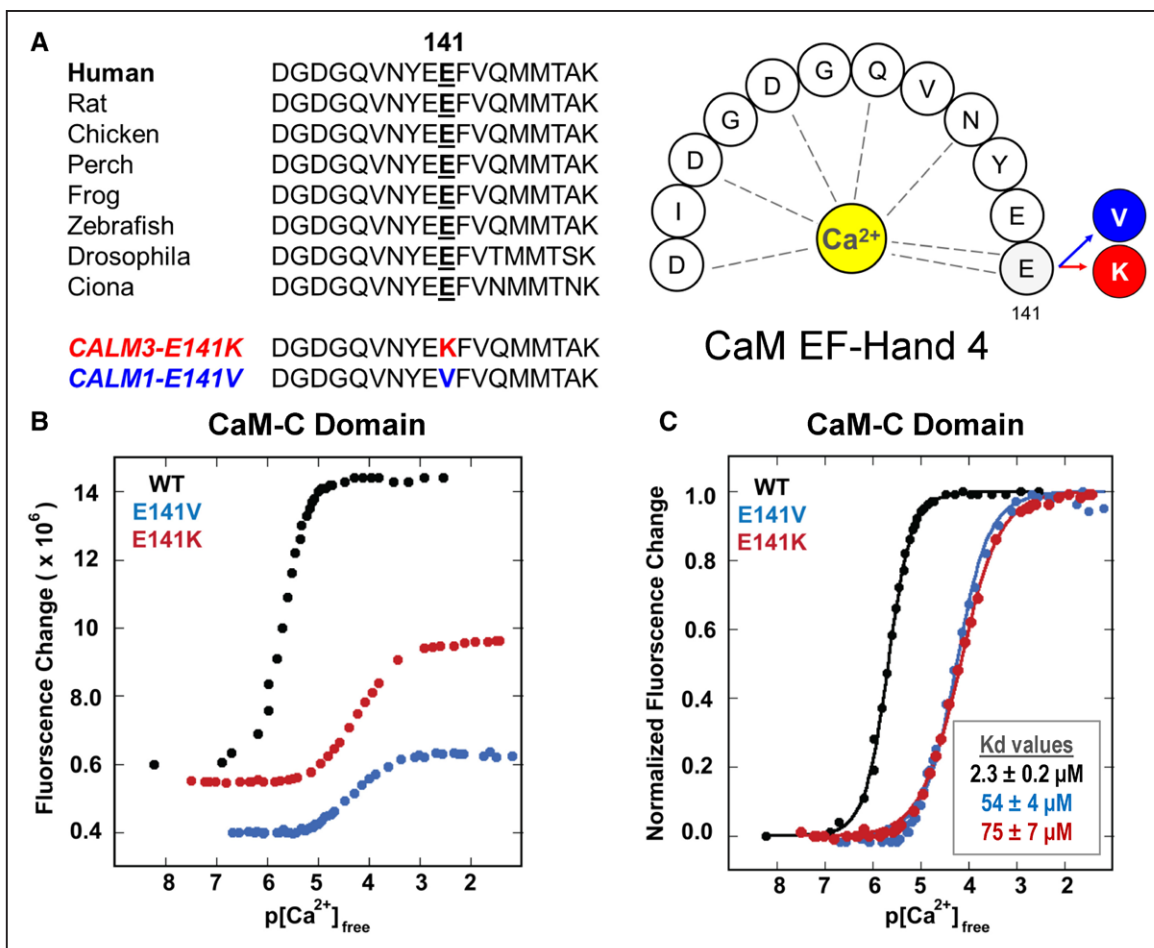 A
141
Human DGDGQVNYEEFVQMMTAK
Rat DGDGQVNYEEFVQMMTAK
Chicken DGDGQVNYEEFVQMMTAK
Perch DGDGQVNYEEFVQMMTAK
Frog DGDGQVNYEEFVQMMTAK
Zebrafish DGDGQVNYEEFVQMMTAK
Drosophila DGDGQVNYEEFVTMMTSK
Ciona DGDGQVNYEEFVNMMTNK
CALM3-E141K DGDGQVNYEKFVQMMTAK
CALM1-E141V DGDGQVNYEVFVQMMTAK
D
I
D
G
D
G
Q
V
N
Y
E
E
141
V
K
Ca2+
CaM EF-Hand 4
B
CaM-C Domain
WT
E141V
E141K
Fluorscence Change ( x 10⁶)
14
12
10
8.0
0.6
0.4
8 7 6 5 4 3 2
p[Ca²⁺]free
C
CaM-C Domain
WT
E141V
E141K
Normalized Fluorscence Change
1.0
0.8
0.6
0.4
0.2
0.0
Kd values
2.3 ± 0.2 µM
54 ± 4 µM
75 ± 7 µM
8 7 6 5 4 3 2
p[Ca²⁺]free